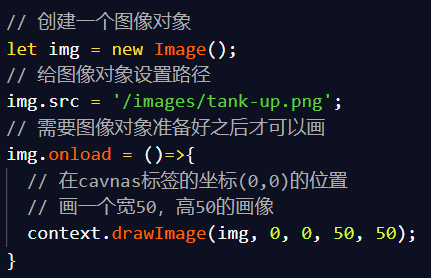 // 创建一个图像对象
let img = new Image();
// 给图像对象设置路径
img.src = '/images/tank-up.png';
// 需要图像对象准备好之后才可以画
img.onload = ()=>{
// 在cavnas标签的坐标(0,0)的位置
// 画一个宽50, 高50的画像
context.drawImage(img, 0, 0, 50, 50);
}